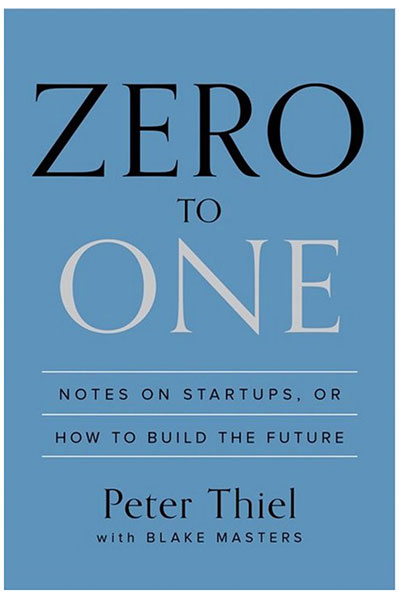 ZERO
TO
ONE
NOTES ON STARTUPS, OR
HOW TO BUILD THE FUTURE
Peter Thiel
with BLAKE MASTERS